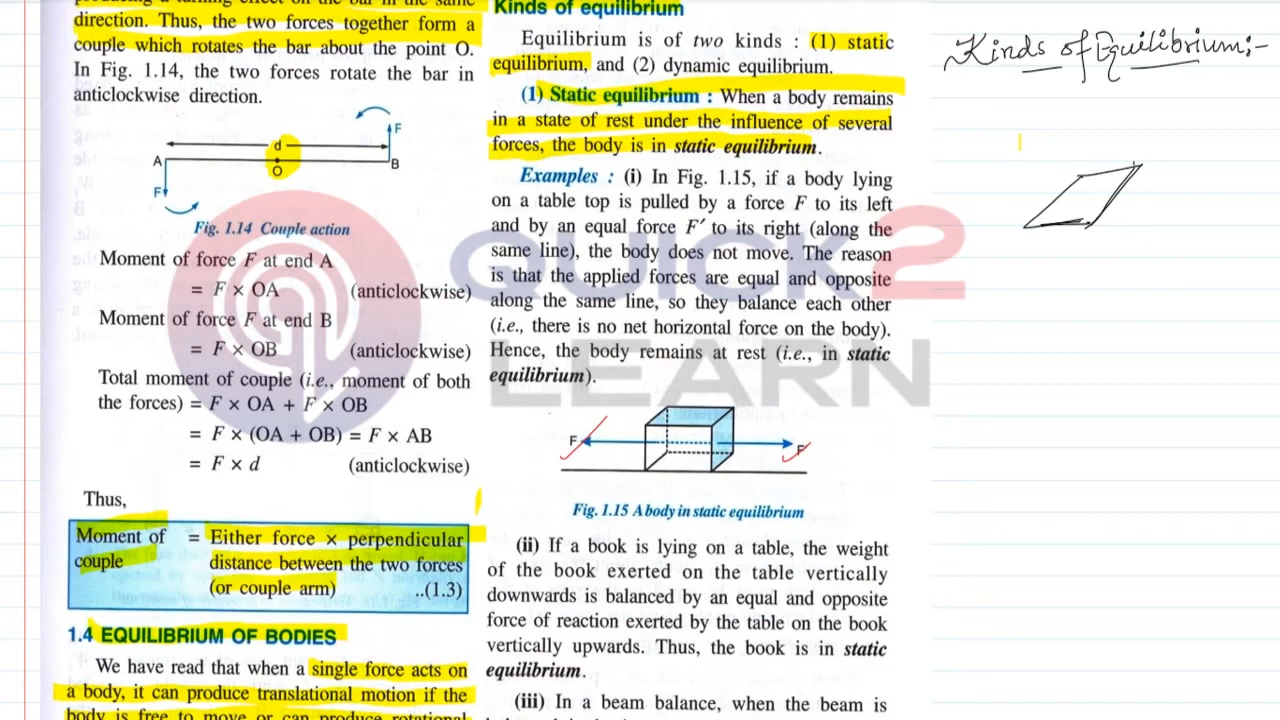 direction. Thus, the two forces together form a
couple which rotates the bar about the point O.
In Fig. 1.14, the two forces rotate the bar in
anticlockwise direction.
d
F
A
O
B
F
Fig. 1.14 Couple action
Moment of force F at end A
= F × OA (anticlockwise)
Moment of force F at end B
= F × OB (anticlockwise)
Total moment of couple (i.e., moment of both
the forces) = F × OA + F × OB
= F × (OA + OB) = F × AB
= F × d (anticlockwise)
Thus,
Moment of couple = Either force × perpendicular
distance between the two forces
(or couple arm) ..(1.3)
1.4 EQUILIBRIUM OF BODIES
We have read that when a single force acts on
a body, it can produce translational motion if the
body is free to move or can produce rotational
Kinds of equilibrium
Equilibrium is of two kinds : (1) static
equilibrium, and (2) dynamic equilibrium.
(1) Static equilibrium : When a body remains
in a state of rest under the influence of several
forces, the body is in static equilibrium.
Examples : (i) In Fig. 1.15, if a body lying
on a table top is pulled by a force F to its left
and by an equal force F′ to its right (along the
same line), the body does not move. The reason
is that the applied forces are equal and opposite
along the same line, so they balance each other
(i.e., there is no net horizontal force on the body).
Hence, the body remains at rest (i.e., in static
equilibrium).
F
F
Fig. 1.15 A body in static equilibrium
(ii) If a book is lying on a table, the weight
of the book exerted on the table vertically
downwards is balanced by an equal and opposite
force of reaction exerted by the table on the book
vertically upwards. Thus, the book is in static
equilibrium.
(iii) In a beam balance, when the beam is
Kinds of Equilibrium:-
QUICK2
LEARN